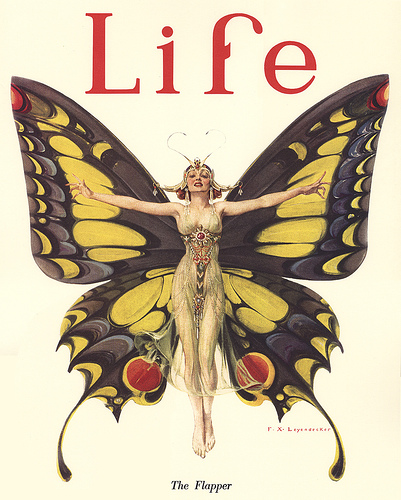 Life
F. X. Leyendecker
The Flapper